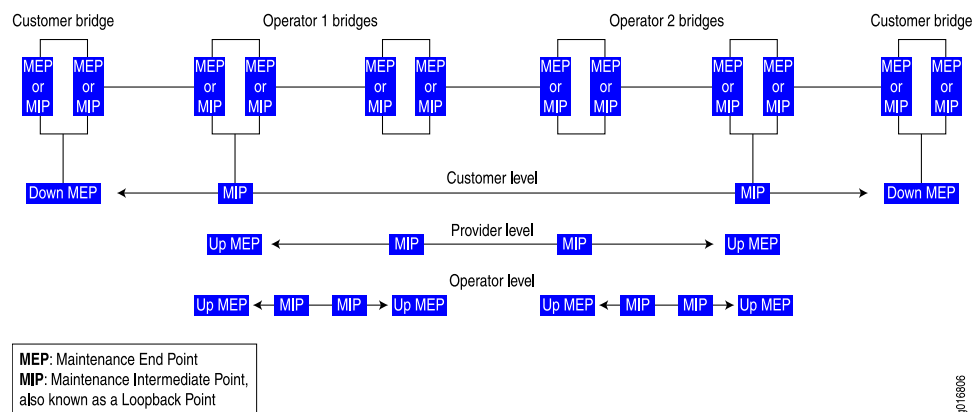 Customer bridge Operator 1 bridges Operator 2 bridges Customer bridge
MEP MEP MEP MEP MEP MEP MEP MEP MEP MEP MEP MEP
or or or or or or or or or or or or
MIP MIP MIP MIP MIP MIP MIP MIP MIP MIP MIP MIP
Customer level
Down MEP MIP MIP Down MEP
Provider level
Up MEP MIP MIP Up MEP
Operator level
Up MEP MIP MIP Up MEP Up MEP MIP MIP Up MEP
MEP: Maintenance End Point
MIP: Maintenance Intermediate Point,
also known as a Loopback Point
g016806